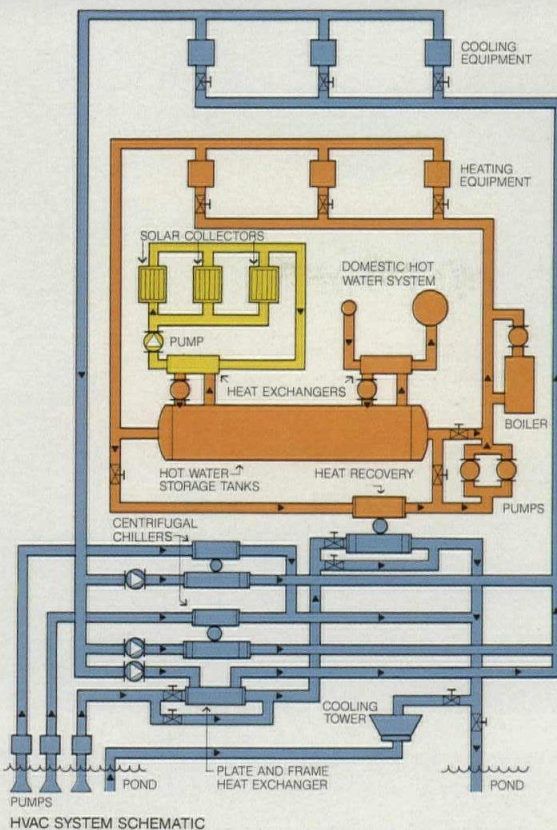 COOLING
EQUIPMENT
HEATING
EQUIPMENT
SOLAR COLLECTORS
DOMESTIC HOT
WATER SYSTEM
PUMP
HEAT EXCHANGERS
BOILER
HOT WATER
STORAGE TANKS
HEAT RECOVERY
PUMPS
CENTRIFUGAL
CHILLERS
COOLING
TOWER
POND
PLATE AND FRAME
HEAT EXCHANGER
POND
PUMPS
HVAC SYSTEM SCHEMATIC